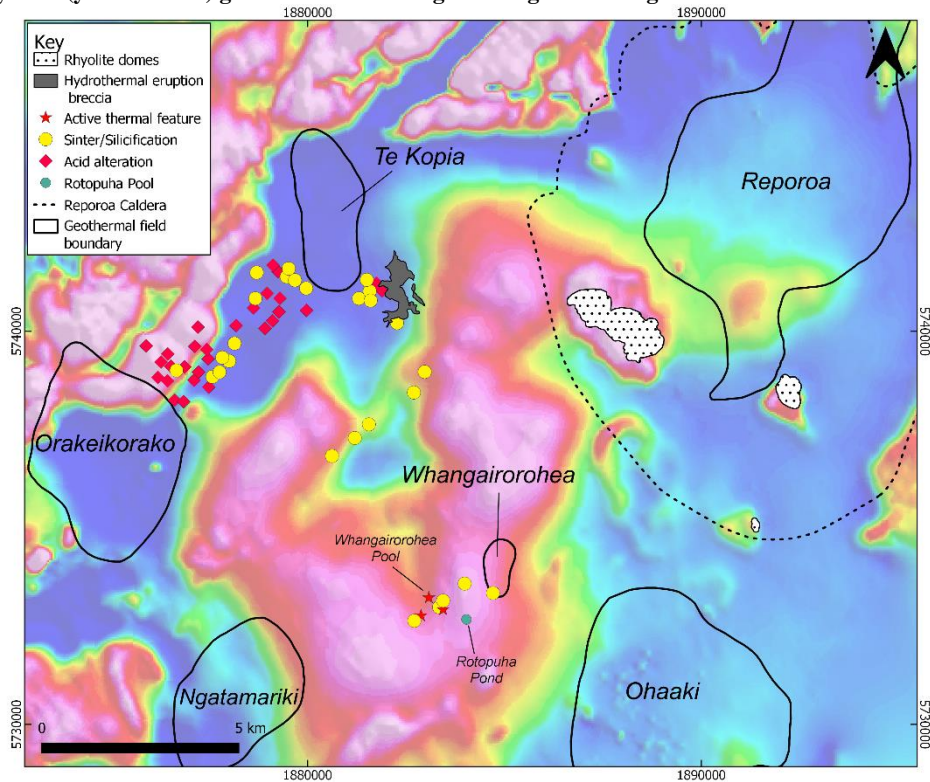 1880000
1890000
Key
Rhyolite domes
Hydrothermal eruption
breccia
Active thermal feature
Sinter/Silicification
Acid alteration
Rotopuha Pool
Reporoa Caldera
Geothermal field
boundary
Te Kopia
Reporoa
5740000
5740000
Orakeikorako
Whangairorohea
Whangairorohea
Pool
Rotopuha
Pond
Ngatamariki
Ohaaki
5730000
5730000
0
5 km
1880000
1890000